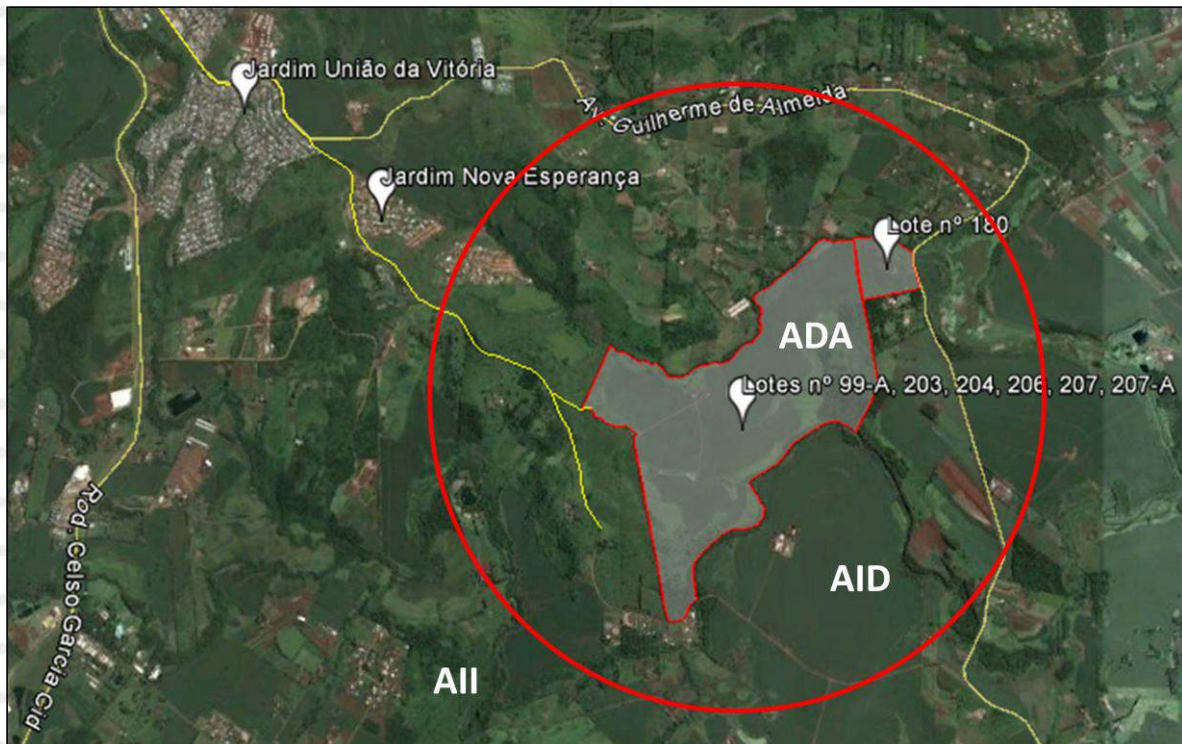 Jardim União da Vitória
Av. Guilherme de Almeida
Jardim Nova Esperança
Lote nº 180
ADA
Lotes nº 99-A, 203, 204, 206, 207, 207-A
Rod. Celso Garcia Cid
AID
AII